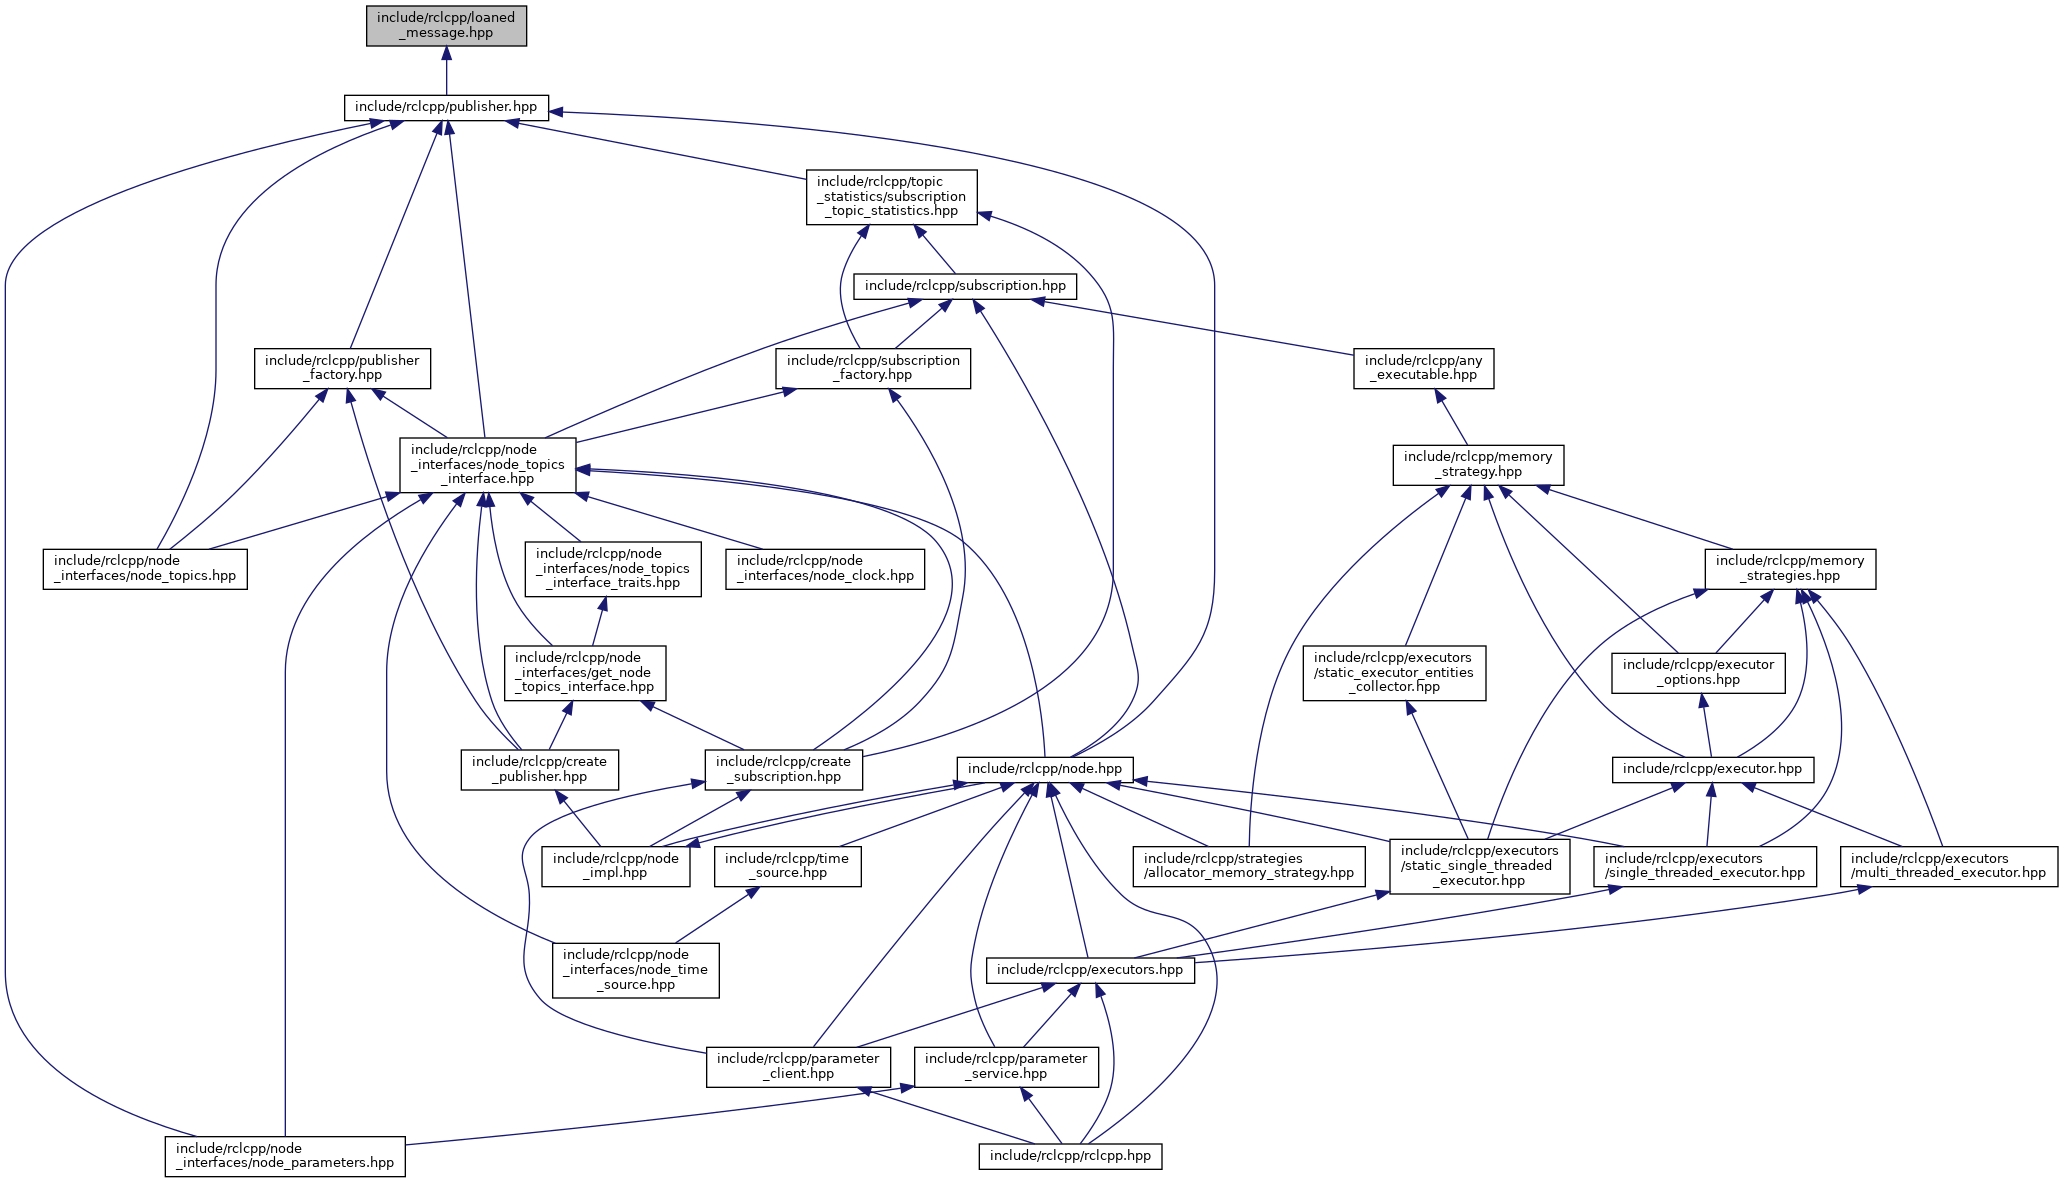 include/rclcpp/loaned
_message.hpp
include/rclcpp/publisher.hpp
include/rclcpp/topic
_statistics/subscription
_topic_statistics.hpp
include/rclcpp/subscription.hpp
include/rclcpp/publisher
_factory.hpp
include/rclcpp/subscription
_factory.hpp
include/rclcpp/any
_executable.hpp
include/rclcpp/node
_interfaces/node_topics
_interface.hpp
include/rclcpp/memory
_strategy.hpp
include/rclcpp/node
_interfaces/node_topics.hpp
include/rclcpp/node
_interfaces/node_topics
_interface_traits.hpp
include/rclcpp/node
_interfaces/node_clock.hpp
include/rclcpp/memory
_strategies.hpp
include/rclcpp/node
_interfaces/get_node
_topics_interface.hpp
include/rclcpp/executors
/static_executor_entities
_collector.hpp
include/rclcpp/executor
_options.hpp
include/rclcpp/create
_publisher.hpp
include/rclcpp/create
_subscription.hpp
include/rclcpp/node.hpp
include/rclcpp/executor.hpp
include/rclcpp/node
_impl.hpp
include/rclcpp/time
_source.hpp
include/rclcpp/strategies
/allocator_memory_strategy.hpp
include/rclcpp/executors
/static_single_threaded
_executor.hpp
include/rclcpp/executors
/single_threaded_executor.hpp
include/rclcpp/executors
/multi_threaded_executor.hpp
include/rclcpp/node
_interfaces/node_time
_source.hpp
include/rclcpp/executors.hpp
include/rclcpp/parameter
_client.hpp
include/rclcpp/parameter
_service.hpp
include/rclcpp/node
_interfaces/node_parameters.hpp
include/rclcpp/rclcpp.hpp